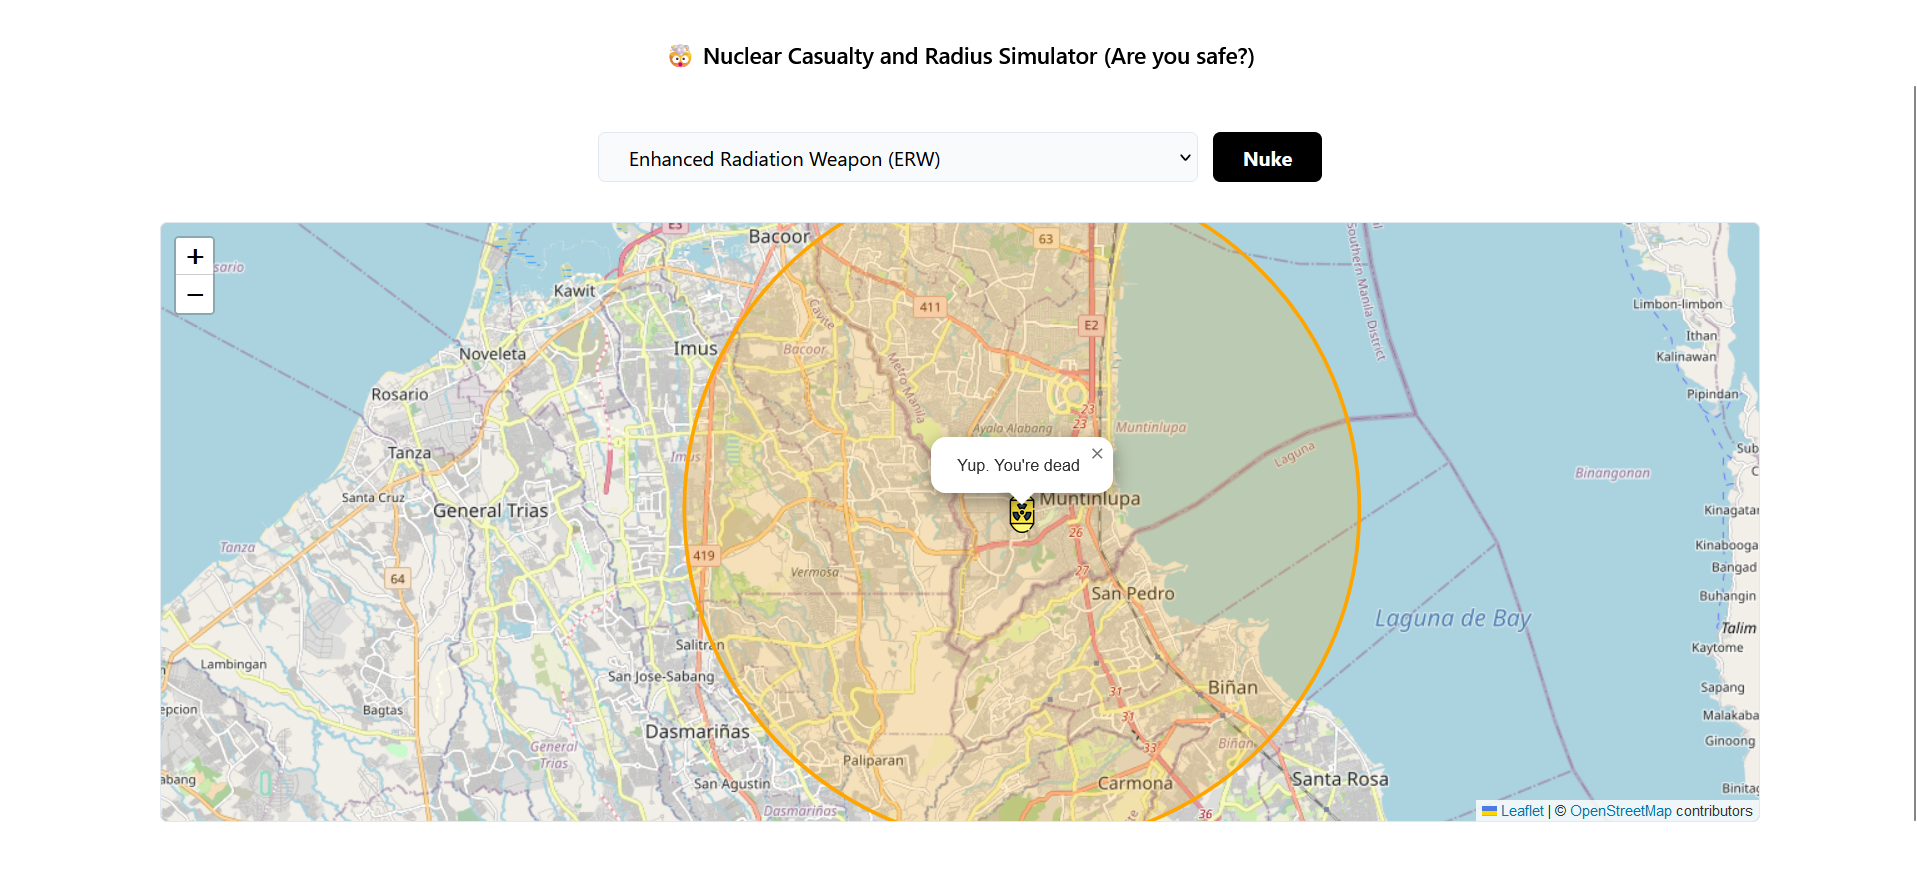 🤯 Nuclear Casualty and Radius Simulator (Are you safe?)
Enhanced Radiation Weapon (ERW)
Nuke
+
−
E3
Bacoor
63
sario
Kawit
Southern Manila District
411
Cavite
E2
Limbon-limbon
Ithan
Noveleta
Imus
Bacoor
Metro Manila
Kalinawan
Rosario
Pipindan
23
23
Ayala Alabang
Muntinlupa
Tanza
Imus
Laguna
Sub
Yup. You're dead
×
Binangonan
C
Santa Cruz
General Trias
Muntinlupa
Kinagatan
26
Tanza
419
Kinabooga
64
Vermosa
27
Bangad
San Pedro
Buhangin
Laguna de Bay
Talim
Salitran
Kaytome
Lambingan
San Jose-Sabang
31
Biñan
Sapang
epcion
Bagtas
31
Malakaba
Dasmariñas
General
Trias
33
Biñan
Ginoong
Paliparan
abang
San Agustin
Carmona
Santa Rosa
Binitag
Dasmariñas
36
Leaflet | © OpenStreetMap contributors